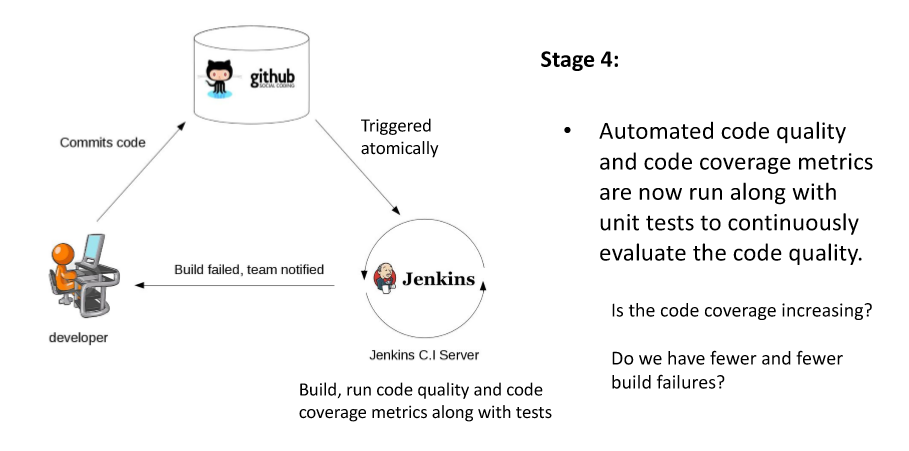 github
SOCIAL CODING
Commits code
Triggered
atomically
Build failed, team notified
Jenkins
developer
Jenkins C.I Server
Build, run code quality and code
coverage metrics along with tests
Stage 4:
• Automated code quality
and code coverage metrics
are now run along with
unit tests to continuously
evaluate the code quality.
Is the code coverage increasing?
Do we have fewer and fewer
build failures?